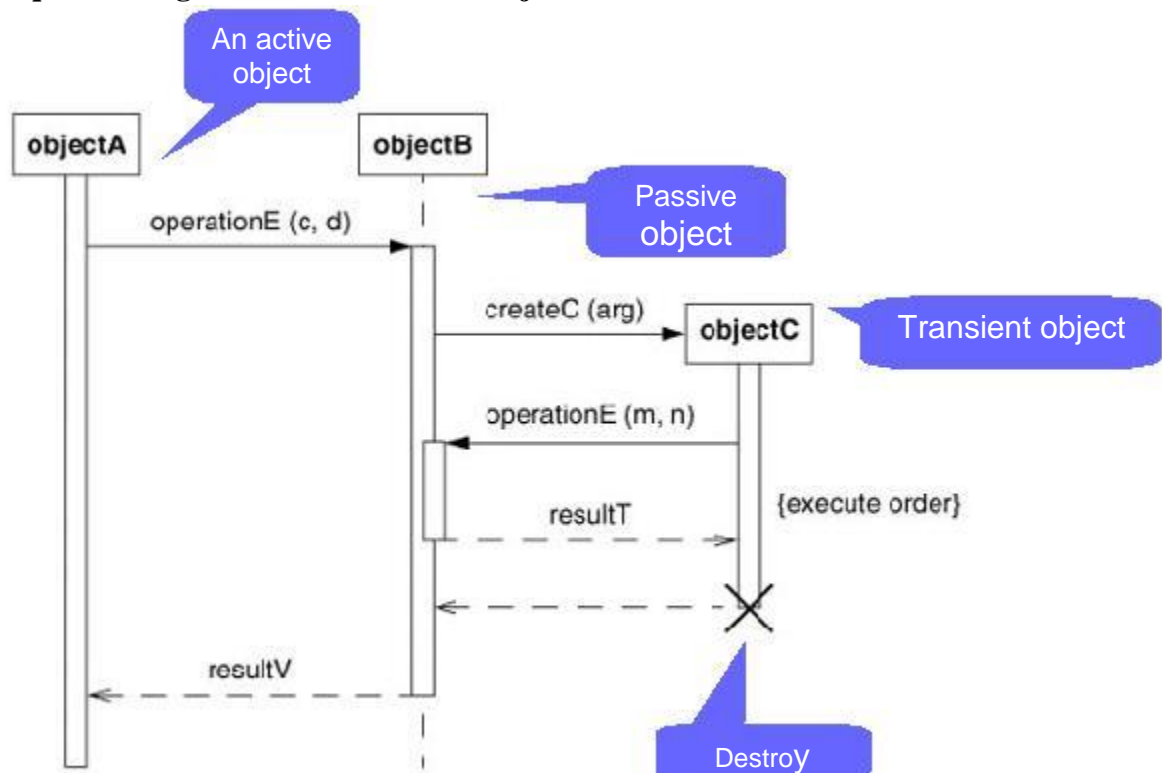 An active
object
objectA
objectB
Passive
object
operationE (c, d)
createC (arg)
objectC
Transient object
operationE (m, n)
{execute order}
resultT
resultV
Destroy